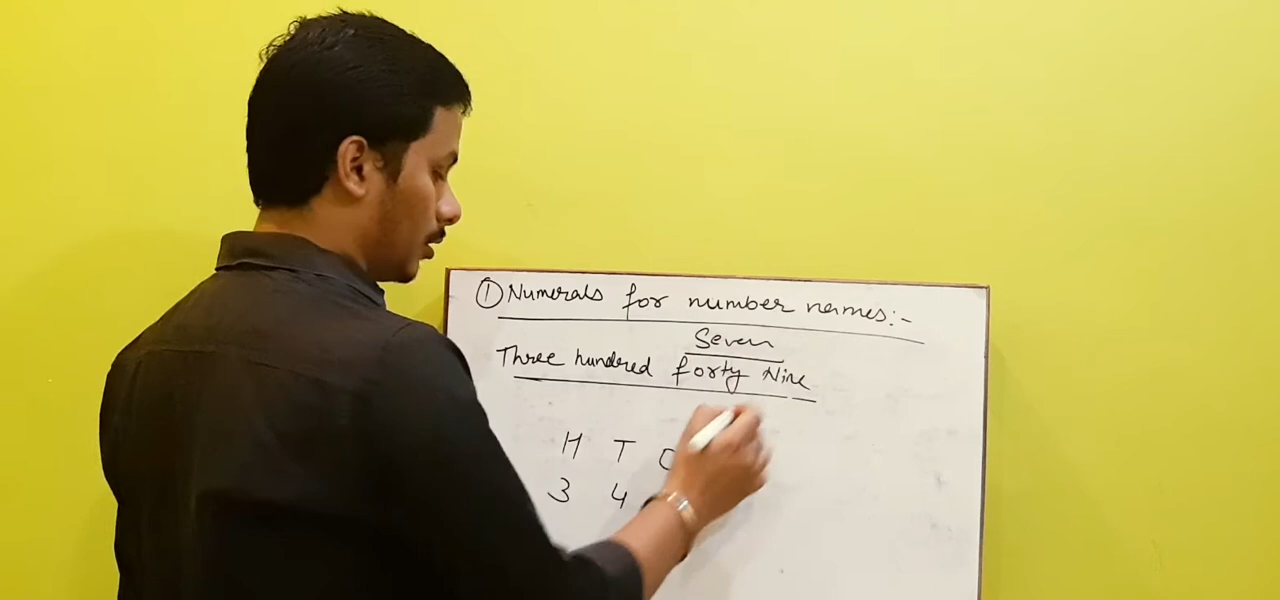 ① Numerals for number names:-
Seven
Three hundred forty Nine
H T O
3 4